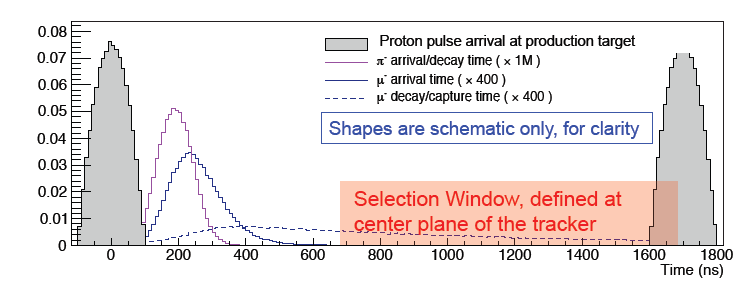 0.08
0.07
0.06
0.05
0.04
0.03
0.02
0.01
0
Proton pulse arrival at production target
π⁻ arrival/decay time ( × 1M )
μ⁻ arrival time ( × 400 )
μ⁻ decay/capture time ( × 400 )
Shapes are schematic only, for clarity
Selection Window, defined at
center plane of the tracker
0 200 400 600 800 1000 1200 1400 1600 1800
Time (ns)